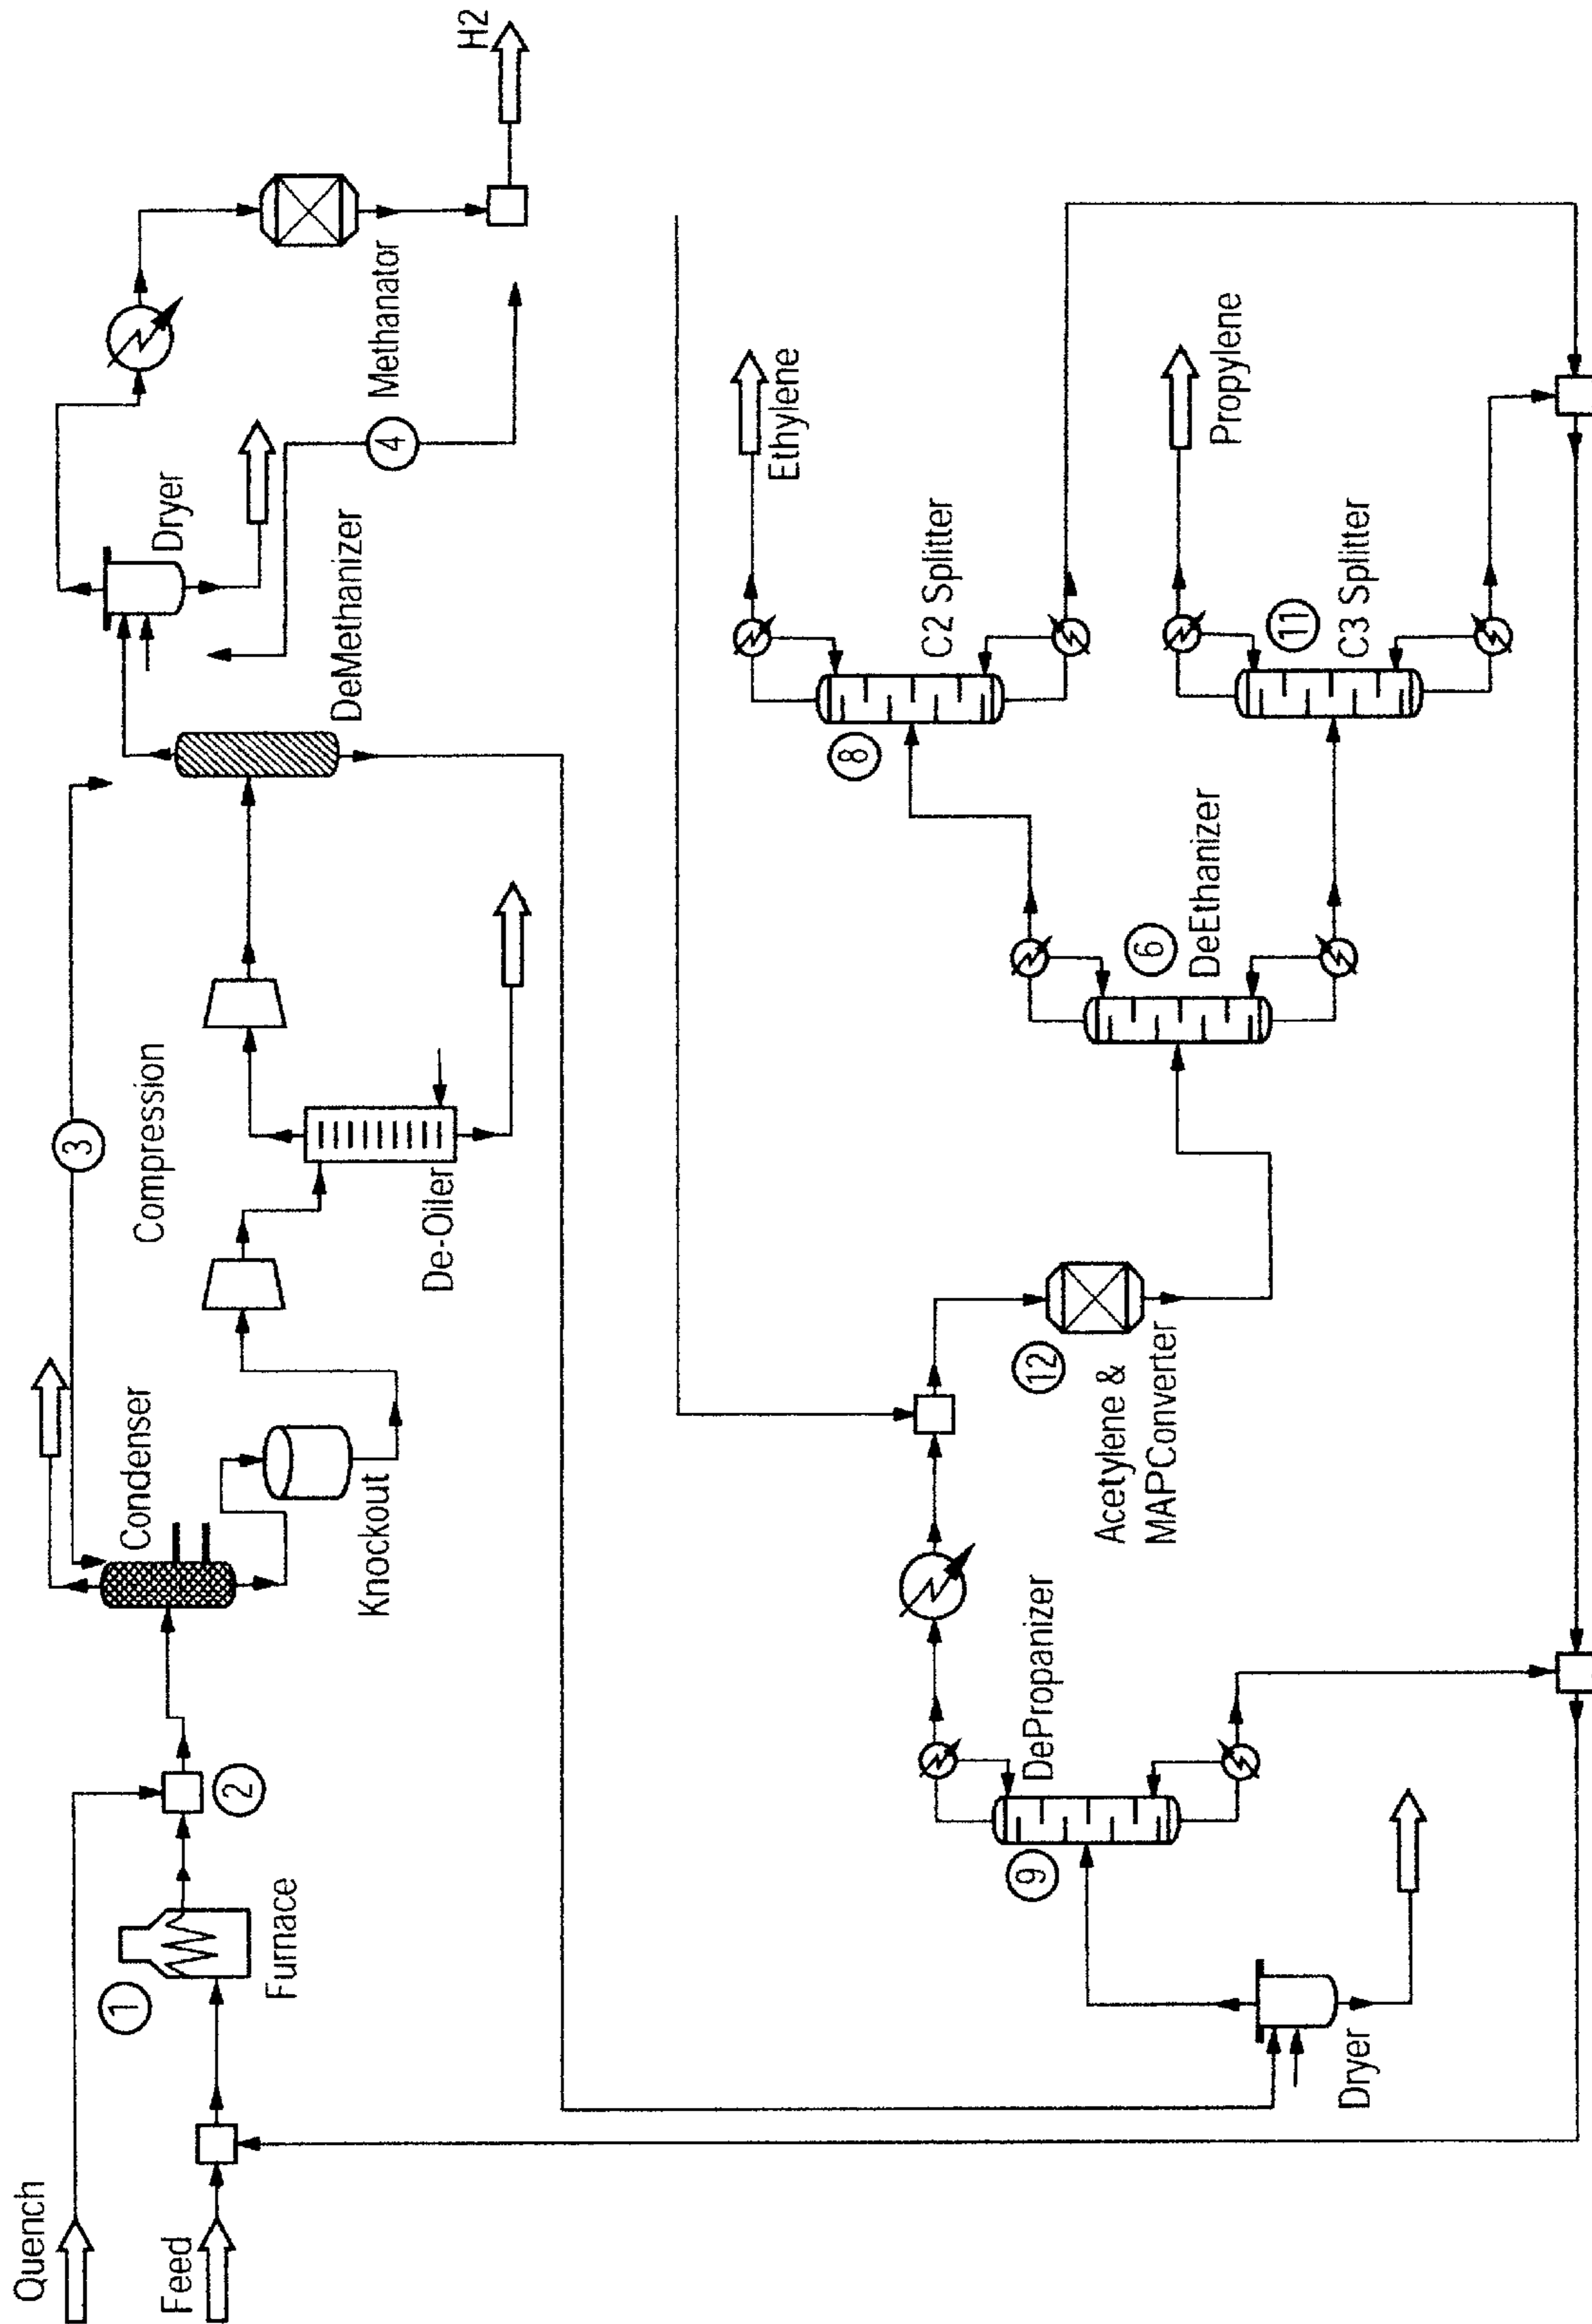 Quench
Feed
1
Furnace
2
Condenser
Knockout
3
Compression
De-Oiler
DeMethanizer
Dryer
4
Methanator
H2
Dryer
9
DePropanizer
12
Acetylene &
MAPConverter
6
DeEthanizer
8
C2 Splitter
Ethylene
11
C3 Splitter
Propylene